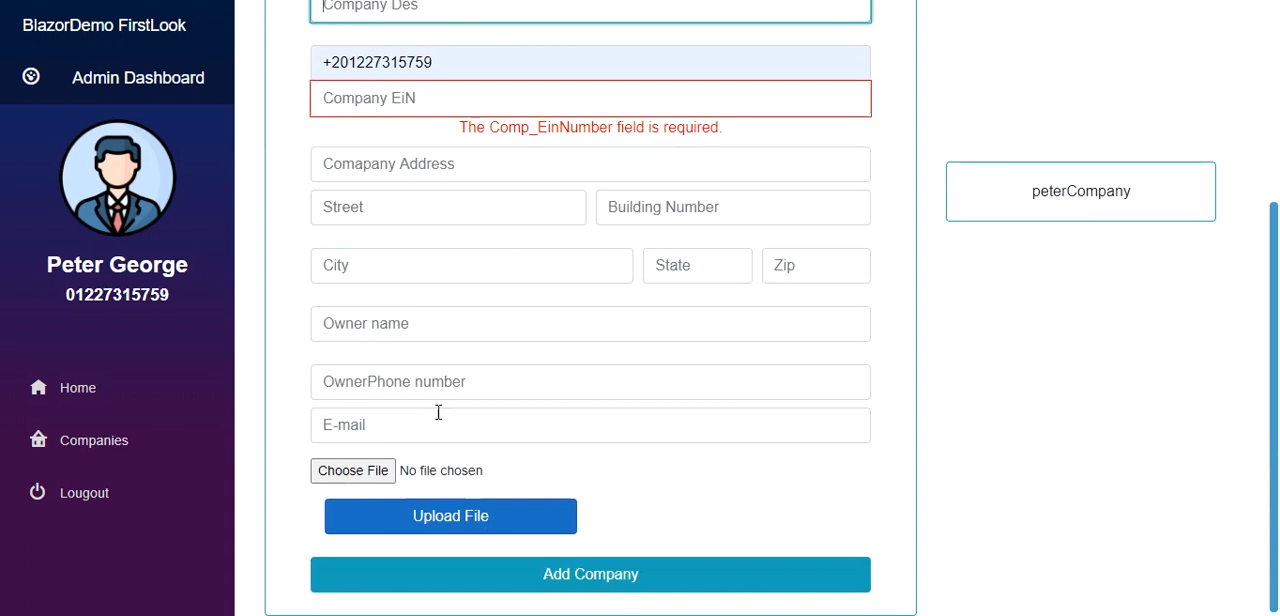 BlazorDemo FirstLook
Admin Dashboard
Peter George
01227315759
Home
Companies
Lougout
Company Des
+201227315759
Company EiN
The Comp_EinNumber field is required.
Comapany Address
Street
Building Number
City
State
Zip
Owner name
OwnerPhone number
E-mail
Choose File No file chosen
Upload File
Add Company
peterCompany